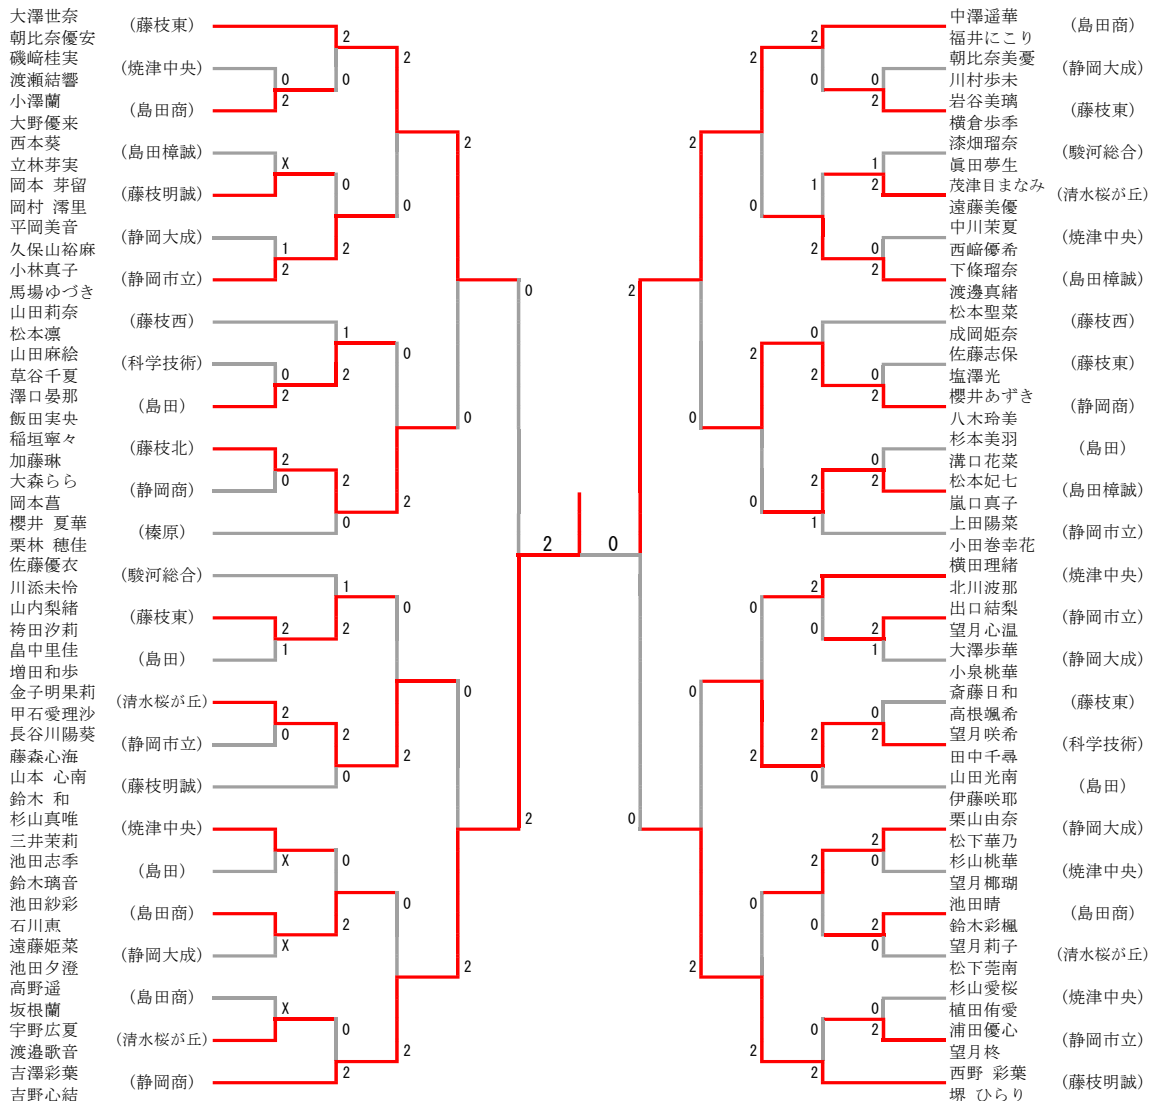 大澤世奈
朝比奈優安
(藤枝東)
磯﨑桂実
渡瀬結響
(焼津中央)
小澤蘭
大野優来
(島田商)
西本葵
立林芽実
(島田樟誠)
岡本 芽留
岡村 澪里
(藤枝明誠)
平岡美音
久保山裕麻
(静岡大成)
小林真子
馬場ゆづき
(静岡市立)
山田莉奈
松本凛
(藤枝西)
山田麻絵
草谷千夏
(科学技術)
澤口晏那
飯田実央
(島田)
稲垣寧々
加藤琳
(藤枝北)
大森らら
岡本菖
(静岡商)
櫻井 夏華
栗林 穂佳
(榛原)
佐藤優衣
川添未怜
(駿河総合)
山内梨緒
袴田汐莉
(藤枝東)
畠中里佳
増田和歩
(島田)
金子明果莉
甲石愛理沙
(清水桜が丘)
長谷川陽葵
藤森心海
(静岡市立)
山本 心南
鈴木 和
(藤枝明誠)
杉山真唯
三井茉莉
(焼津中央)
池田志季
鈴木璃音
(島田)
池田紗彩
石川恵
(島田商)
遠藤姫菜
池田夕澄
(静岡大成)
高野遥
坂根蘭
(島田商)
宇野広夏
渡邉歌音
(清水桜が丘)
吉澤彩葉
吉野心結
(静岡商)
2
0
2
0
2
X
0
0
1
2
2
2
1
0
0
2
2
0
2
0
2
2
0
0
1
0
2
2
1
0
2
0
2
2
0
X
0
0
2
2
X
X
0
2
2
2
0
2
0
中澤遥華
福井にこり
(島田商)
朝比奈美憂
川村歩未
(静岡大成)
岩谷美璃
横倉歩季
(藤枝東)
漆畑瑠奈
眞田夢生
(駿河総合)
茂津目まなみ
遠藤美優
(清水桜が丘)
中川茉夏
西﨑優希
(焼津中央)
下條瑠奈
渡邊真緒
(島田樟誠)
松本聖菜
成岡姫奈
(藤枝西)
佐藤志保
塩澤光
(藤枝東)
櫻井あずき
八木玲美
(静岡商)
杉本美羽
溝口花菜
(島田)
松本妃七
嵐口真子
(島田樟誠)
上田陽菜
小田巻幸花
(静岡市立)
横田理緒
北川波那
(焼津中央)
出口結梨
望月心温
(静岡市立)
大澤歩華
小泉桃華
(静岡大成)
斎藤日和
高根颯希
(藤枝東)
望月咲希
田中千尋
(科学技術)
山田光南
伊藤咲耶
(島田)
栗山由奈
松下華乃
(静岡大成)
杉山桃華
望月椰瑚
(焼津中央)
池田晴
鈴木彩楓
(島田商)
望月莉子
松下莞南
(清水桜が丘)
杉山愛桜
植田侑愛
(焼津中央)
浦田優心
望月柊
(静岡市立)
西野 彩葉
堺 ひらり
(藤枝明誠)
2
2
0
0
2
2
1
1
2
0
0
2
2
2
0
2
0
0
2
2
0
0
2
2
1
2
0
0
2
1
0
0
2
2
2
0
2
2
0
0
0
2
0
0
2
0
0
2
2